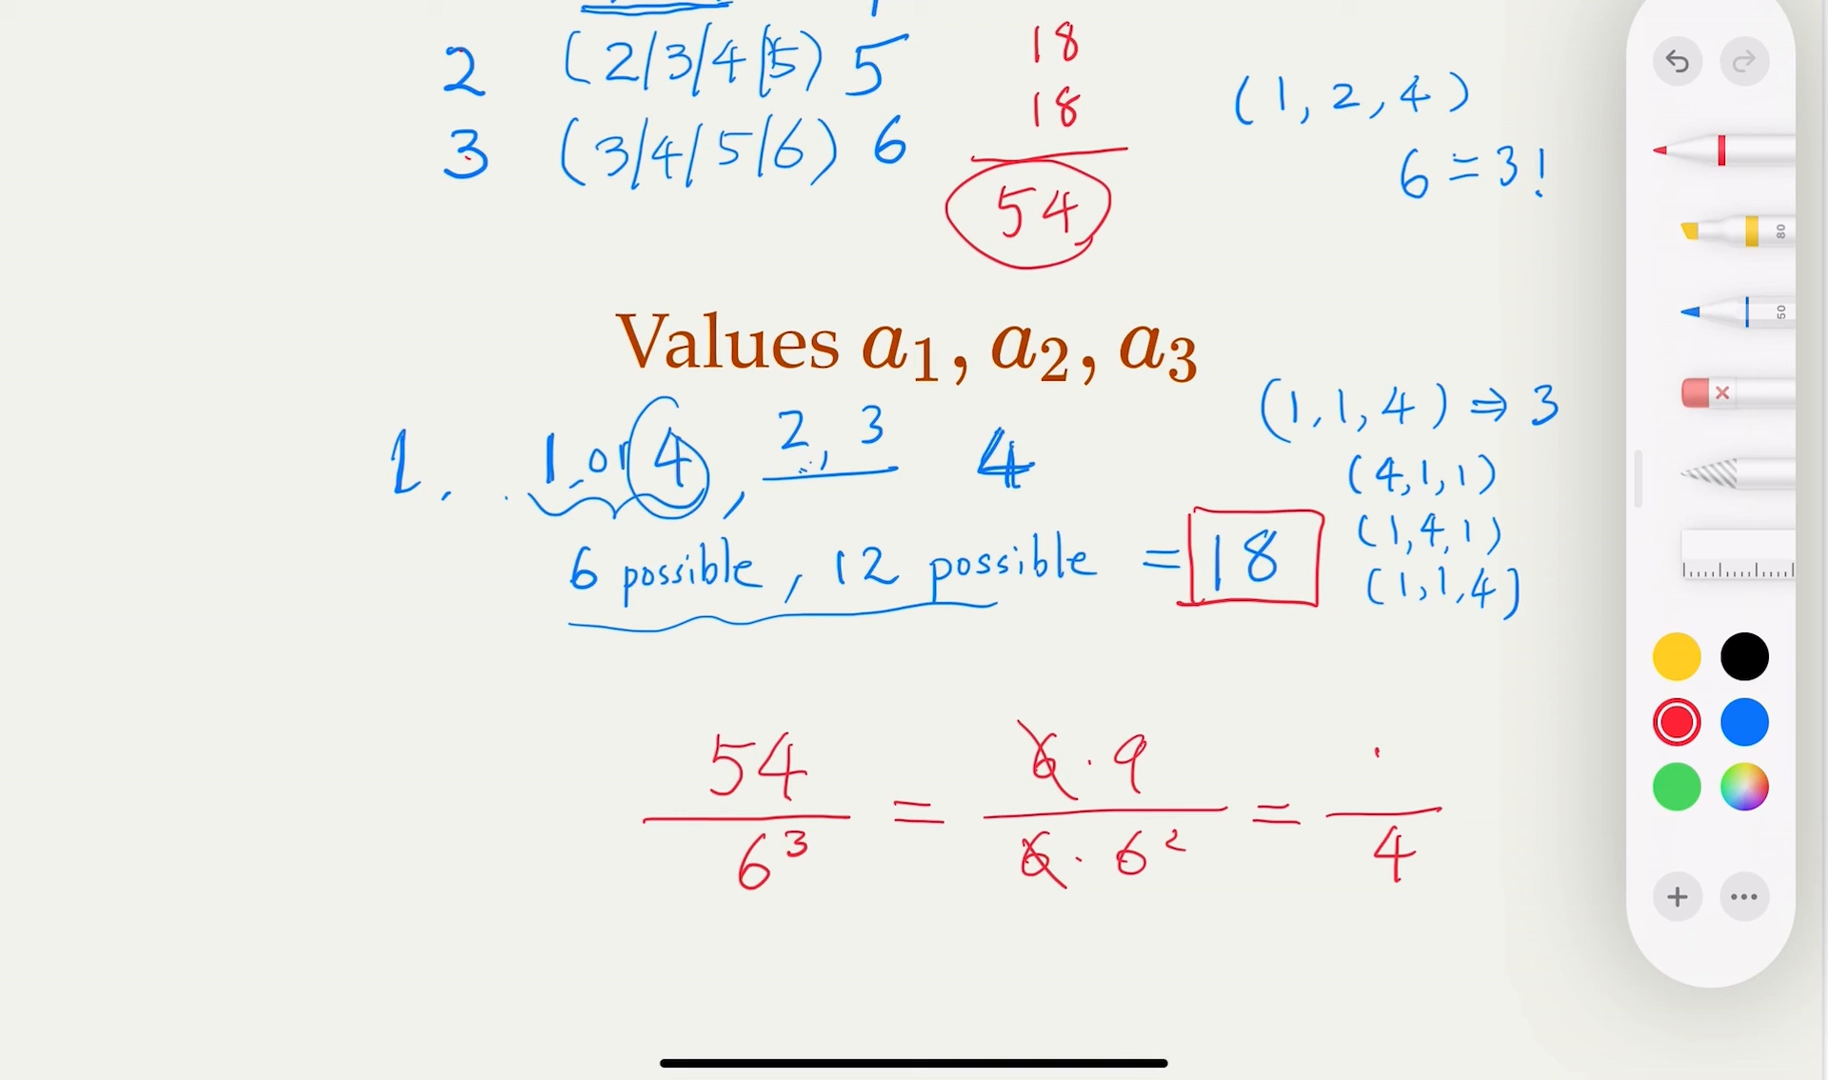 2 (2/3/4/5) 5
3 (3/4/5/6) 6
18
18
54
(1, 2, 4)
6 = 3!
Values a₁, a₂, a₃
1. 1 or 4, 2, 3 4
6 possible, 12 possible = 18
(1, 1, 4) ⇒ 3
(4, 1, 1)
(1, 4, 1)
(1, 1, 4)
54 / 6³ = 6 · 9 / 6 · 6² = / 4
80
50